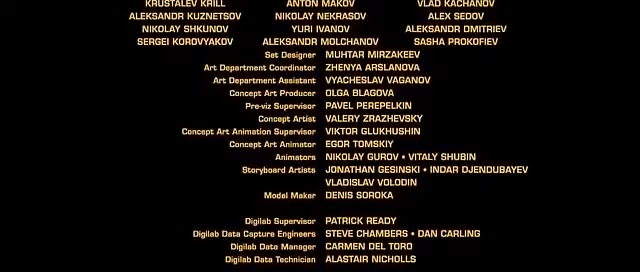 KRUSTALEV KRILL ANTON MAKOV VLAD KACHANOV
ALEKSANDR KUZNETSOV NIKOLAY NEKRASOV ALEX SEDOV
NIKOLAY SHKUNOV YURI IVANOV ALEKSANDR DMITRIEV
SERGEI KOROVYAKOV ALEKSANDR MOLCHANOV SASHA PROKOFIEV
Set Designer MUHTAR MIRZAKEEV
Art Department Coordinator ZHENYA ARSLANOVA
Art Department Assistant VYACHESLAV VAGANOV
Concept Art Producer OLGA BLAGOVA
Pre-viz Supervisor PAVEL PEREPELKIN
Concept Artist VALERY ZRAZHEVSKY
Concept Art Animation Supervisor VIKTOR GLUKHUSHIN
Concept Art Animator EGOR TOMSKIY
Animators NIKOLAY GUROV • VITALY SHUBIN
Storyboard Artists JONATHAN GESINSKI • INDAR DJENDUBAYEV
VLADISLAV VOLODIN
Model Maker DENIS SOROKA
Digilab Supervisor PATRICK READY
Digilab Data Capture Engineers STEVE CHAMBERS • DAN CARLING
Digilab Data Manager CARMEN DEL TORO
Digilab Data Technician ALASTAIR NICHOLLS